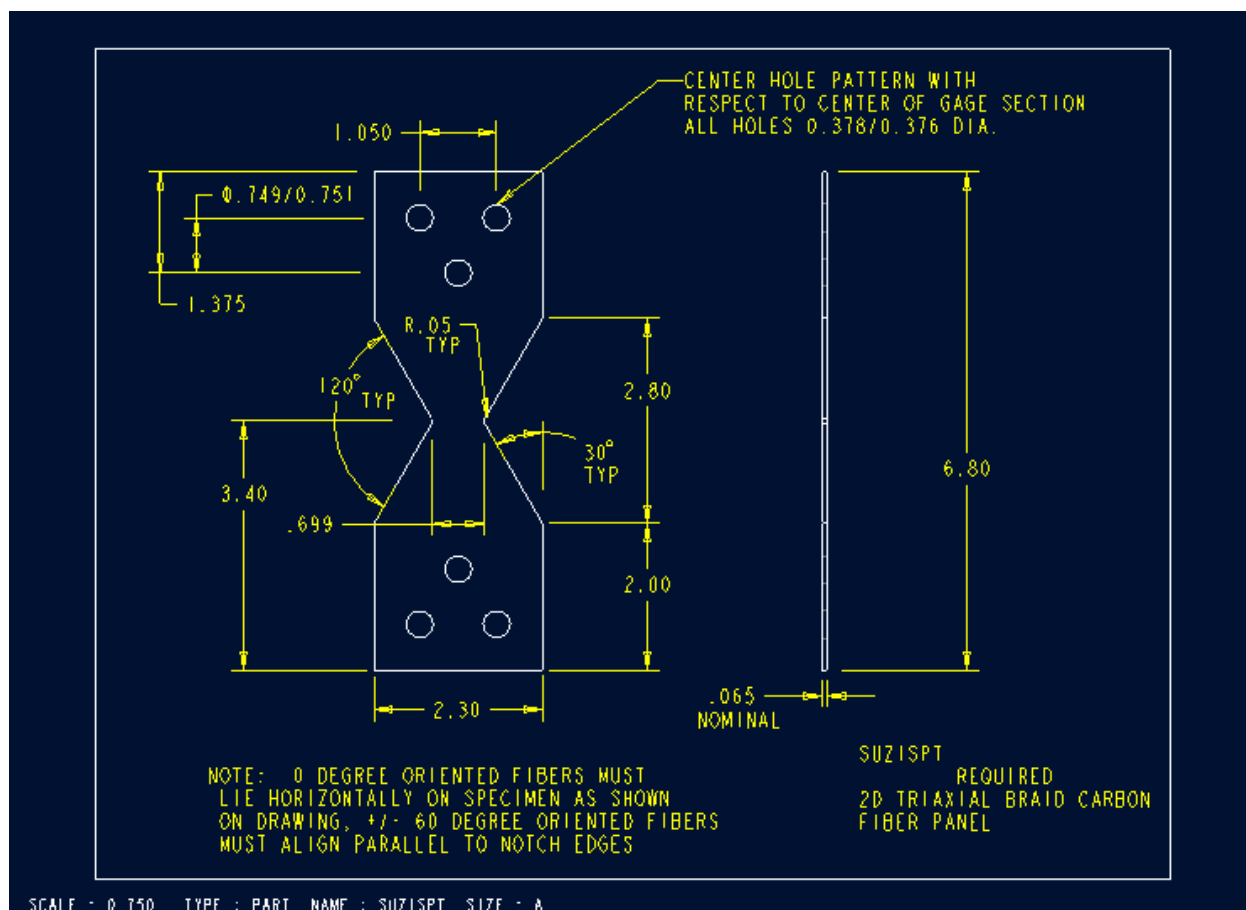 CENTER HOLE PATTERN WITH
RESPECT TO CENTER OF GAGE SECTION
ALL HOLES 0.378/0.376 DIA.
1.050
Φ.749/0.751
1.375
R.05
TYP
120°
TYP
2.80
30°
TYP
6.80
3.40
.699
2.00
.065
NOMINAL
2.30
SUZISPT
REQUIRED
2D TRIAXIAL BRAID CARBON
FIBER PANEL
NOTE: 0 DEGREE ORIENTED FIBERS MUST
LIE HORIZONTALLY ON SPECIMEN AS SHOWN
ON DRAWING, +/- 60 DEGREE ORIENTED FIBERS
MUST ALIGN PARALLEL TO NOTCH EDGES
SCALE : 0.750 TYPE : PART NAME : SUZISPT SIZE : A